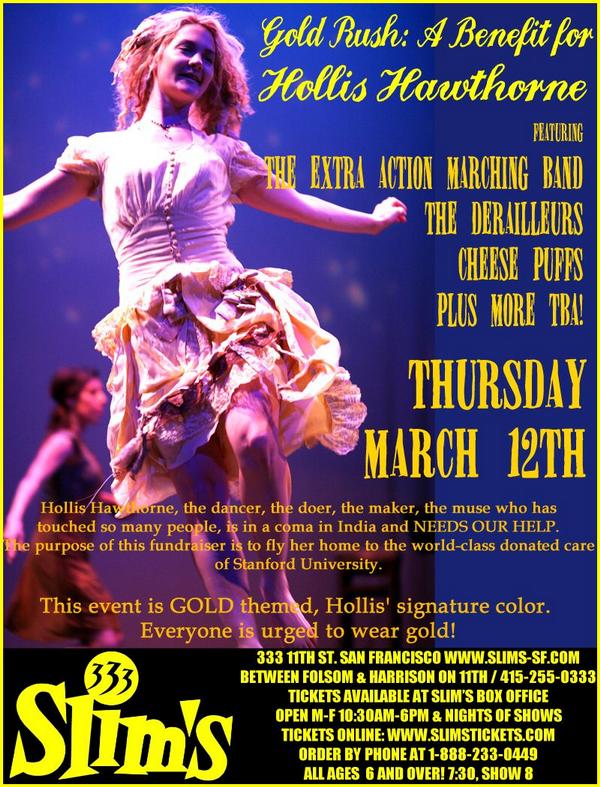 Gold Rush: A Benefit for
Hollis Hawthorne
FEATURING
THE EXTRA ACTION MARCHING BAND
THE DERAILLEURS
CHEESE PUFFS
PLUS MORE TBA!
THURSDAY
MARCH 12TH
Hollis Hawthorne, the dancer, the doer, the maker, the muse who has
touched so many people, is in a coma in India and NEEDS OUR HELP.
The purpose of this fundraiser is to fly her home to the world-class donated care
of Stanford University.
This event is GOLD themed, Hollis' signature color.
Everyone is urged to wear gold!
333
Slim's
333 11TH ST. SAN FRANCISCO WWW.SLIMS-SF.COM
BETWEEN FOLSOM & HARRISON ON 11TH / 415-255-0333
TICKETS AVAILABLE AT SLIM'S BOX OFFICE
OPEN M-F 10:30AM-6PM & NIGHTS OF SHOWS
TICKETS ONLINE: WWW.SLIMSTICKETS.COM
ORDER BY PHONE AT 1-888-233-0449
ALL AGES 6 AND OVER! 7:30, SHOW 8